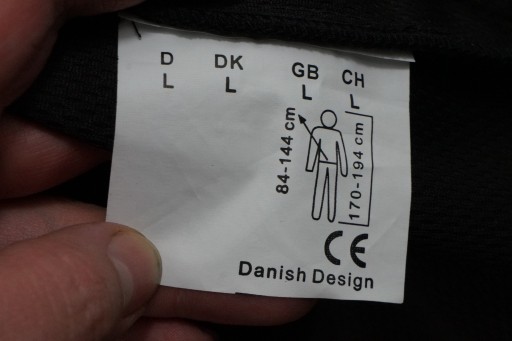 D DK GB CH
L L L L
84-144 cm
170-194 cm
CE
Danish Design